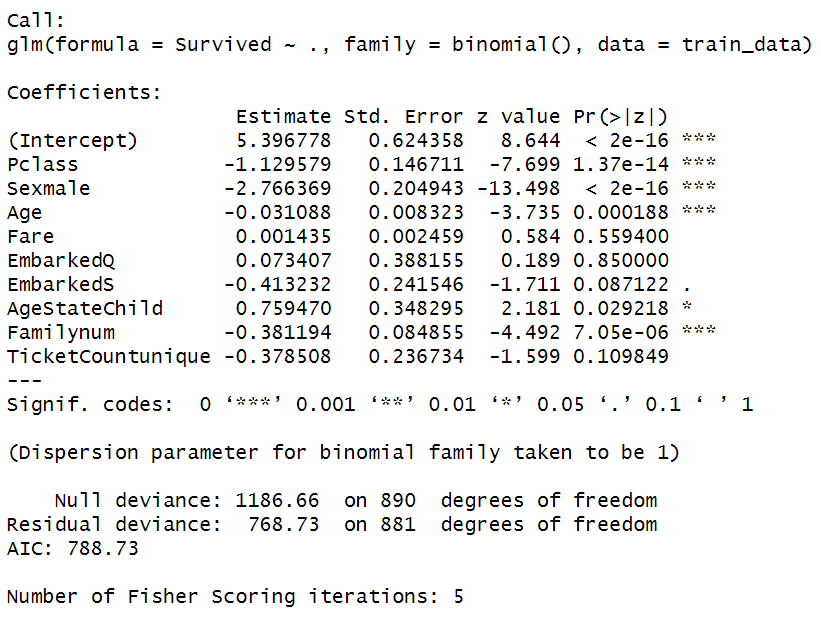 Call:
glm(formula = Survived ~ ., family = binomial(), data = train_data)
Coefficients:
Estimate Std. Error z value Pr(>|z|)
(Intercept) 5.396778 0.624358 8.644 < 2e-16 ***
Pclass -1.129579 0.146711 -7.699 1.37e-14 ***
Sexmale -2.766369 0.204943 -13.498 < 2e-16 ***
Age -0.031088 0.008323 -3.735 0.000188 ***
Fare 0.001435 0.002459 0.584 0.559400
EmbarkedQ 0.073407 0.388155 0.189 0.850000
EmbarkedS -0.413232 0.241546 -1.711 0.087122 .
AgeStateChild 0.759470 0.348295 2.181 0.029218 *
Familynum -0.381194 0.084855 -4.492 7.05e-06 ***
TicketCountunique -0.378508 0.236734 -1.599 0.109849
---
Signif. codes: 0 ‘***’ 0.001 ‘**’ 0.01 ‘*’ 0.05 ‘.’ 0.1 ‘ ’ 1
(Dispersion parameter for binomial family taken to be 1)
Null deviance: 1186.66 on 890 degrees of freedom
Residual deviance: 768.73 on 881 degrees of freedom
AIC: 788.73
Number of Fisher Scoring iterations: 5